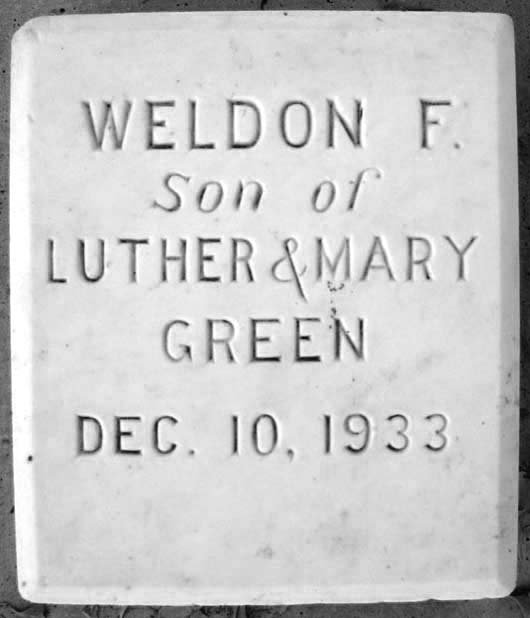 WELDON F.
Son of
LUTHER & MARY
GREEN
DEC. 10, 1933